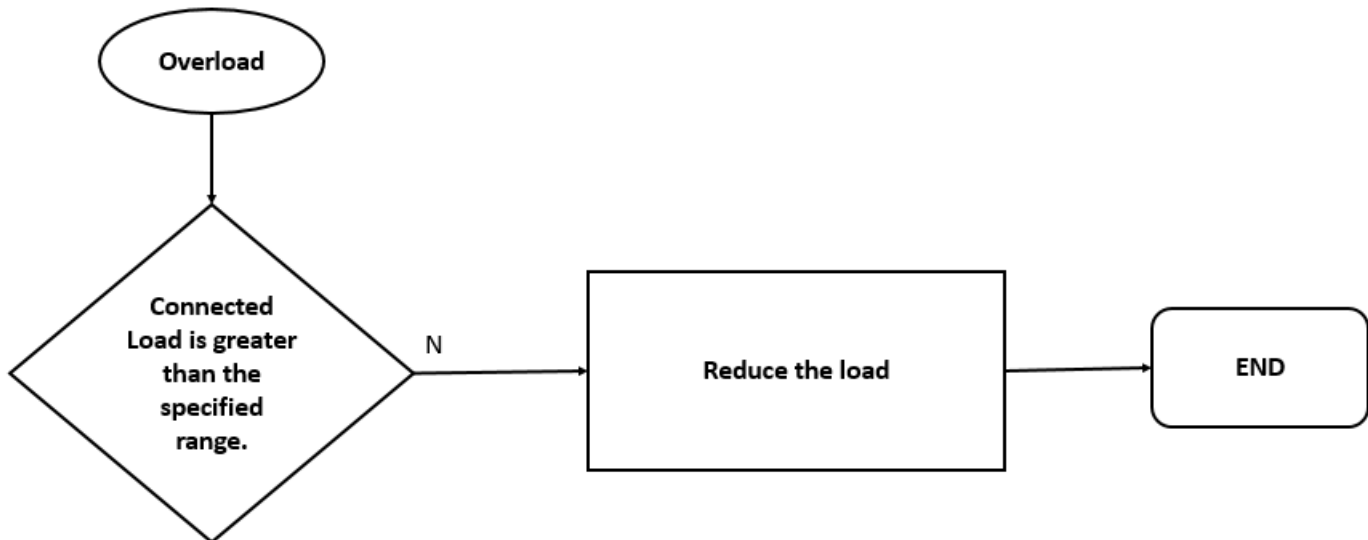 Overload
Connected
Load is greater
than the
specified
range.
N
Reduce the load
END